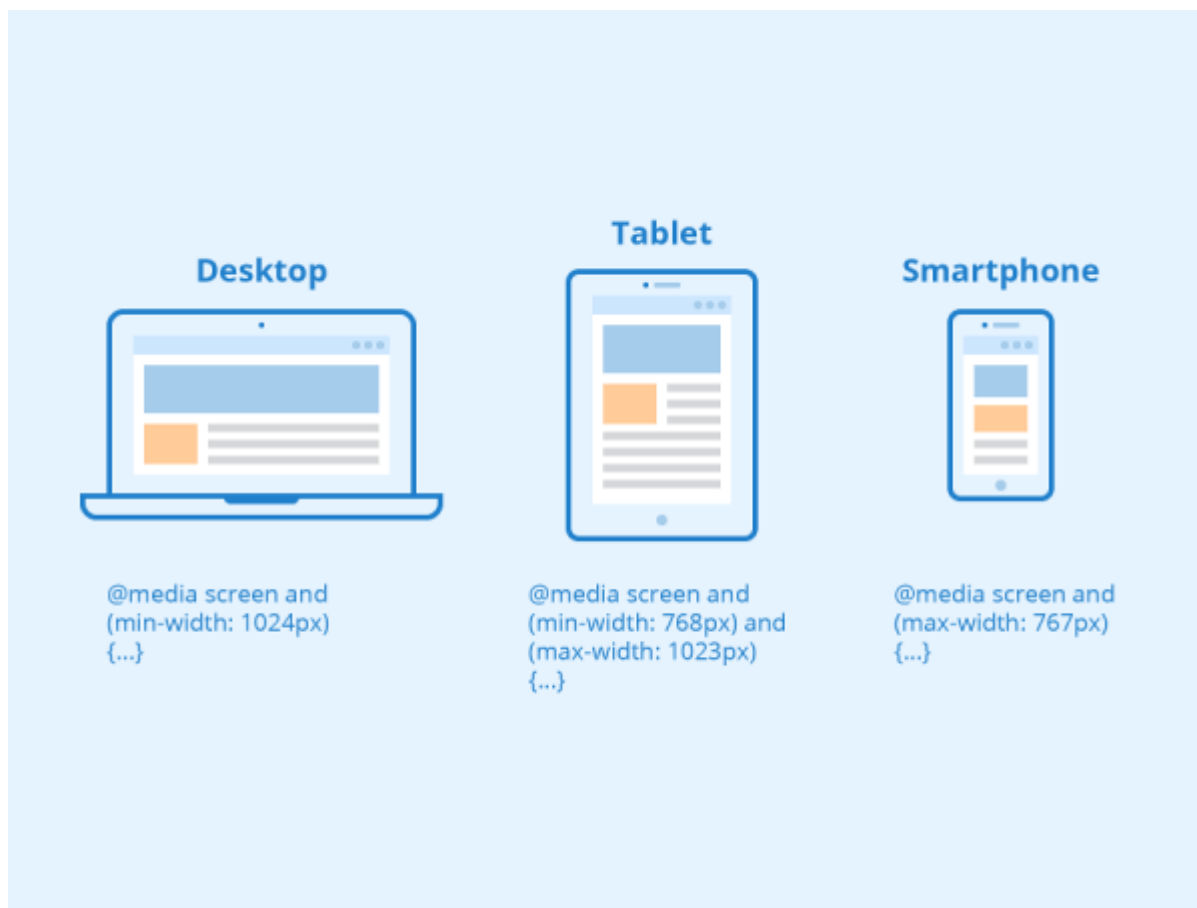 Desktop
@media screen and
(min-width: 1024px)
{...}
Tablet
@media screen and
(min-width: 768px) and
(max-width: 1023px)
{...}
Smartphone
@media screen and
(max-width: 767px)
{...}